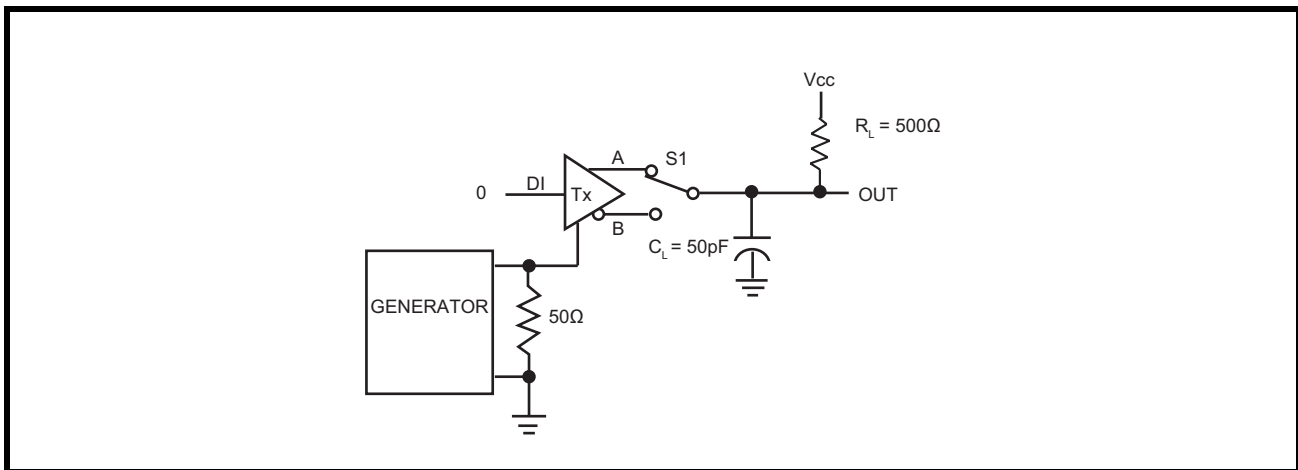 Vcc
R_L = 500Ω
A
S1
0
DI
Tx
OUT
B
C_L = 50pF
GENERATOR
50Ω